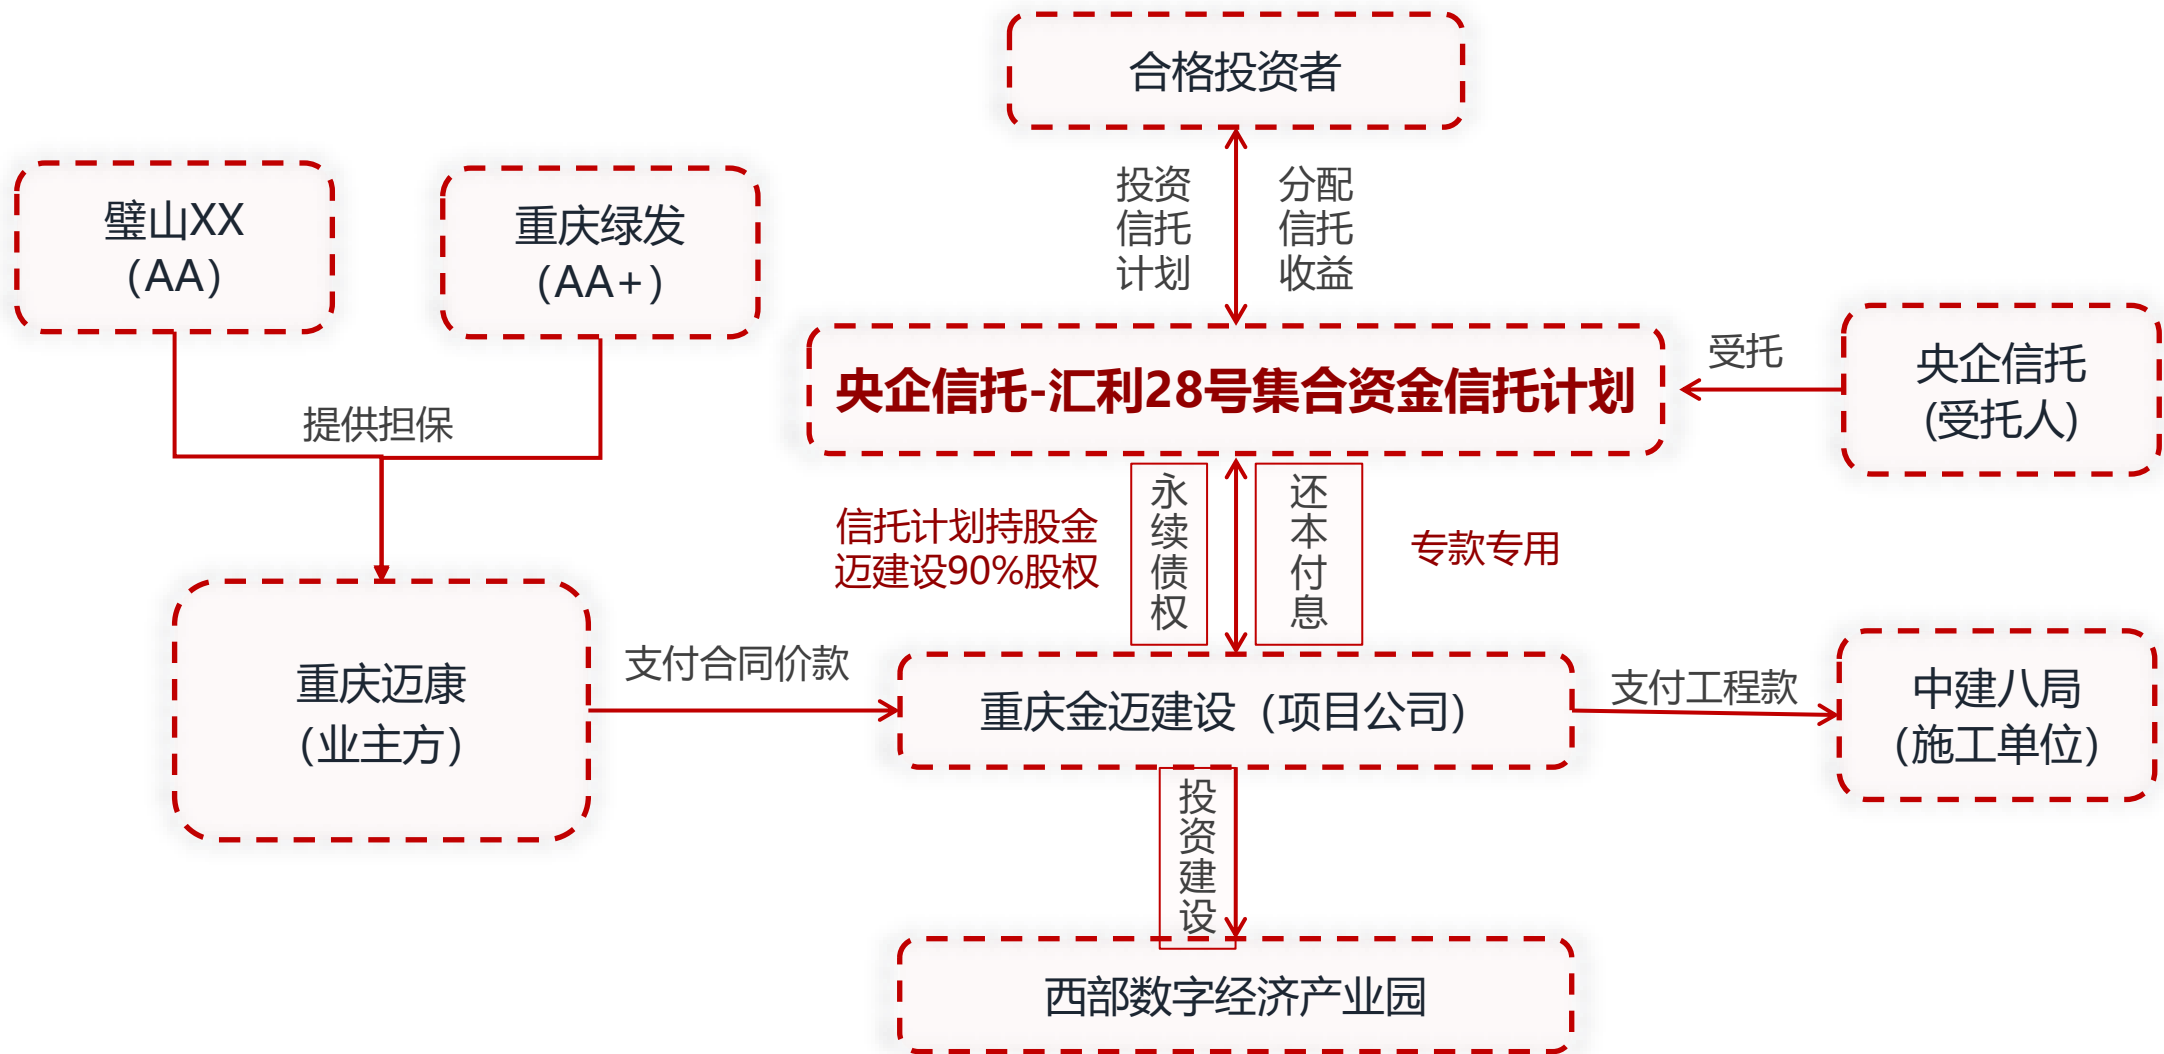 合格投资者
投资
信托
计划
分配
信托
收益
璧山XX
（AA）
重庆绿发
（AA+）
提供担保
央企信托-汇利28号集合资金信托计划
受托
央企信托
(受托人)
信托计划持股金
迈建设90%股权
永续债权
还本付息
专款专用
重庆迈康
（业主方）
支付合同价款
重庆金迈建设（项目公司）
支付工程款
中建八局
（施工单位）
投资建设
西部数字经济产业园